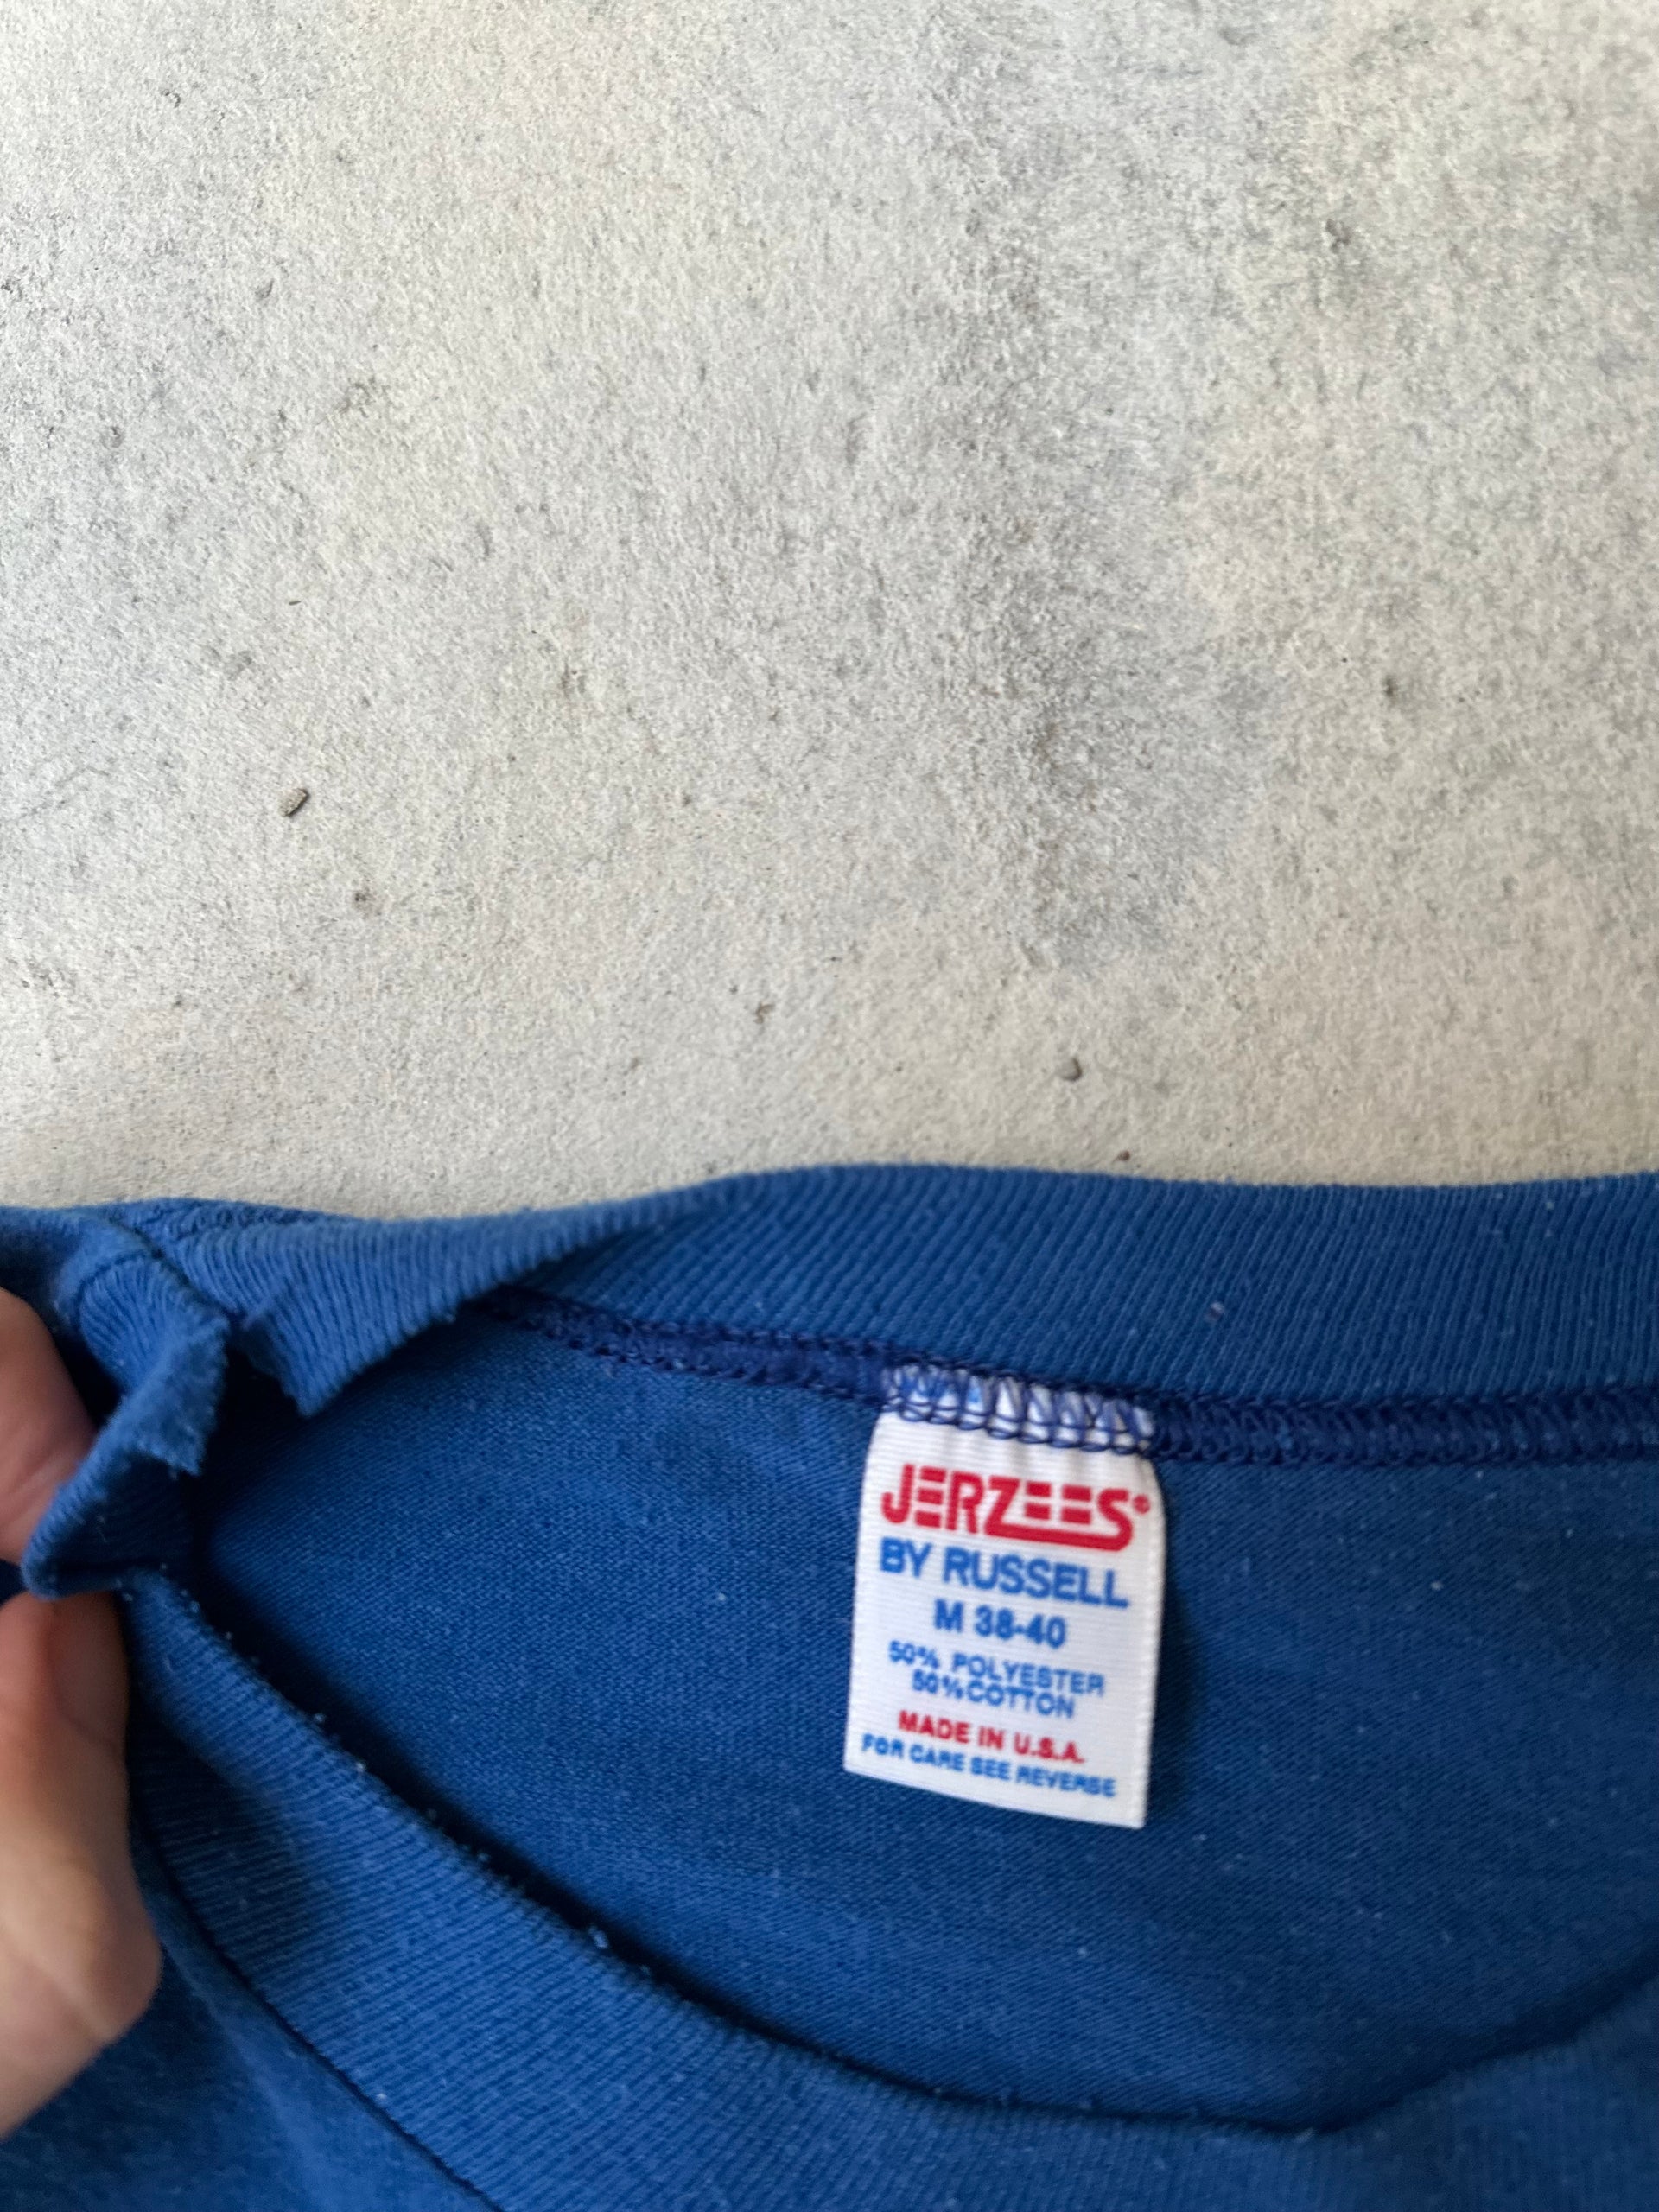 JERZEES®
BY RUSSELL
M 38-40
50% POLYESTER
50% COTTON
MADE IN U.S.A.
FOR CARE SEE REVERSE